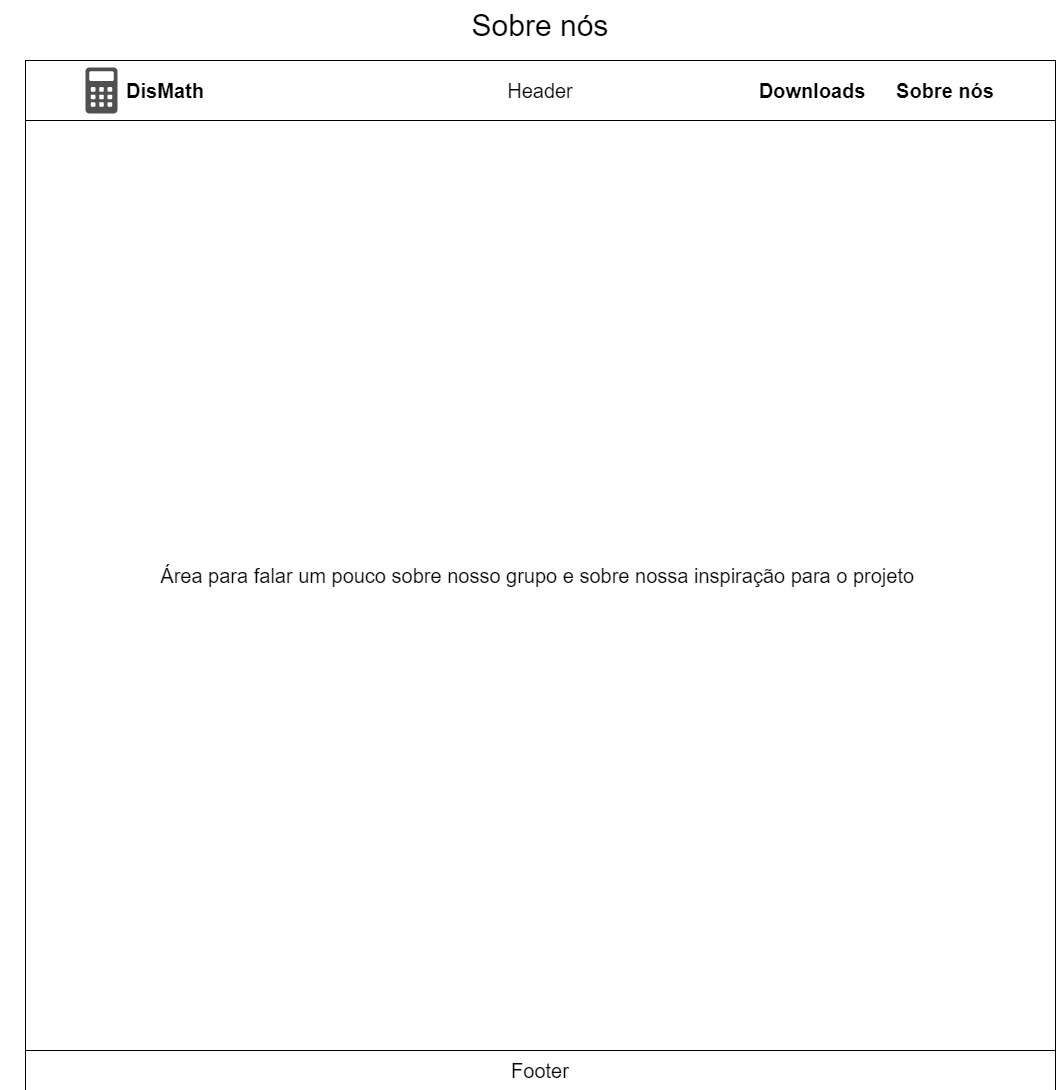 Sobre nós
DisMath Header Downloads Sobre nós
Área para falar um pouco sobre nosso grupo e sobre nossa inspiração para o projeto
Footer